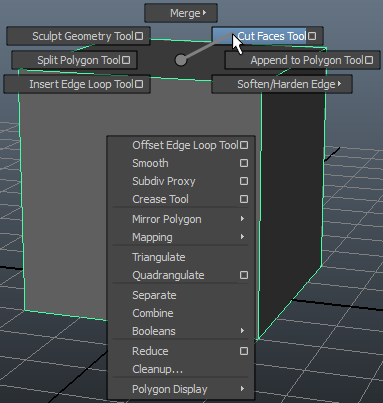 Merge
Sculpt Geometry Tool
Cut Faces Tool
Split Polygon Tool
Append to Polygon Tool
Insert Edge Loop Tool
Soften/Harden Edge
Offset Edge Loop Tool
Smooth
Subdiv Proxy
Crease Tool
Mirror Polygon
Mapping
Triangulate
Quadrangulate
Separate
Combine
Booleans
Reduce
Cleanup...
Polygon Display